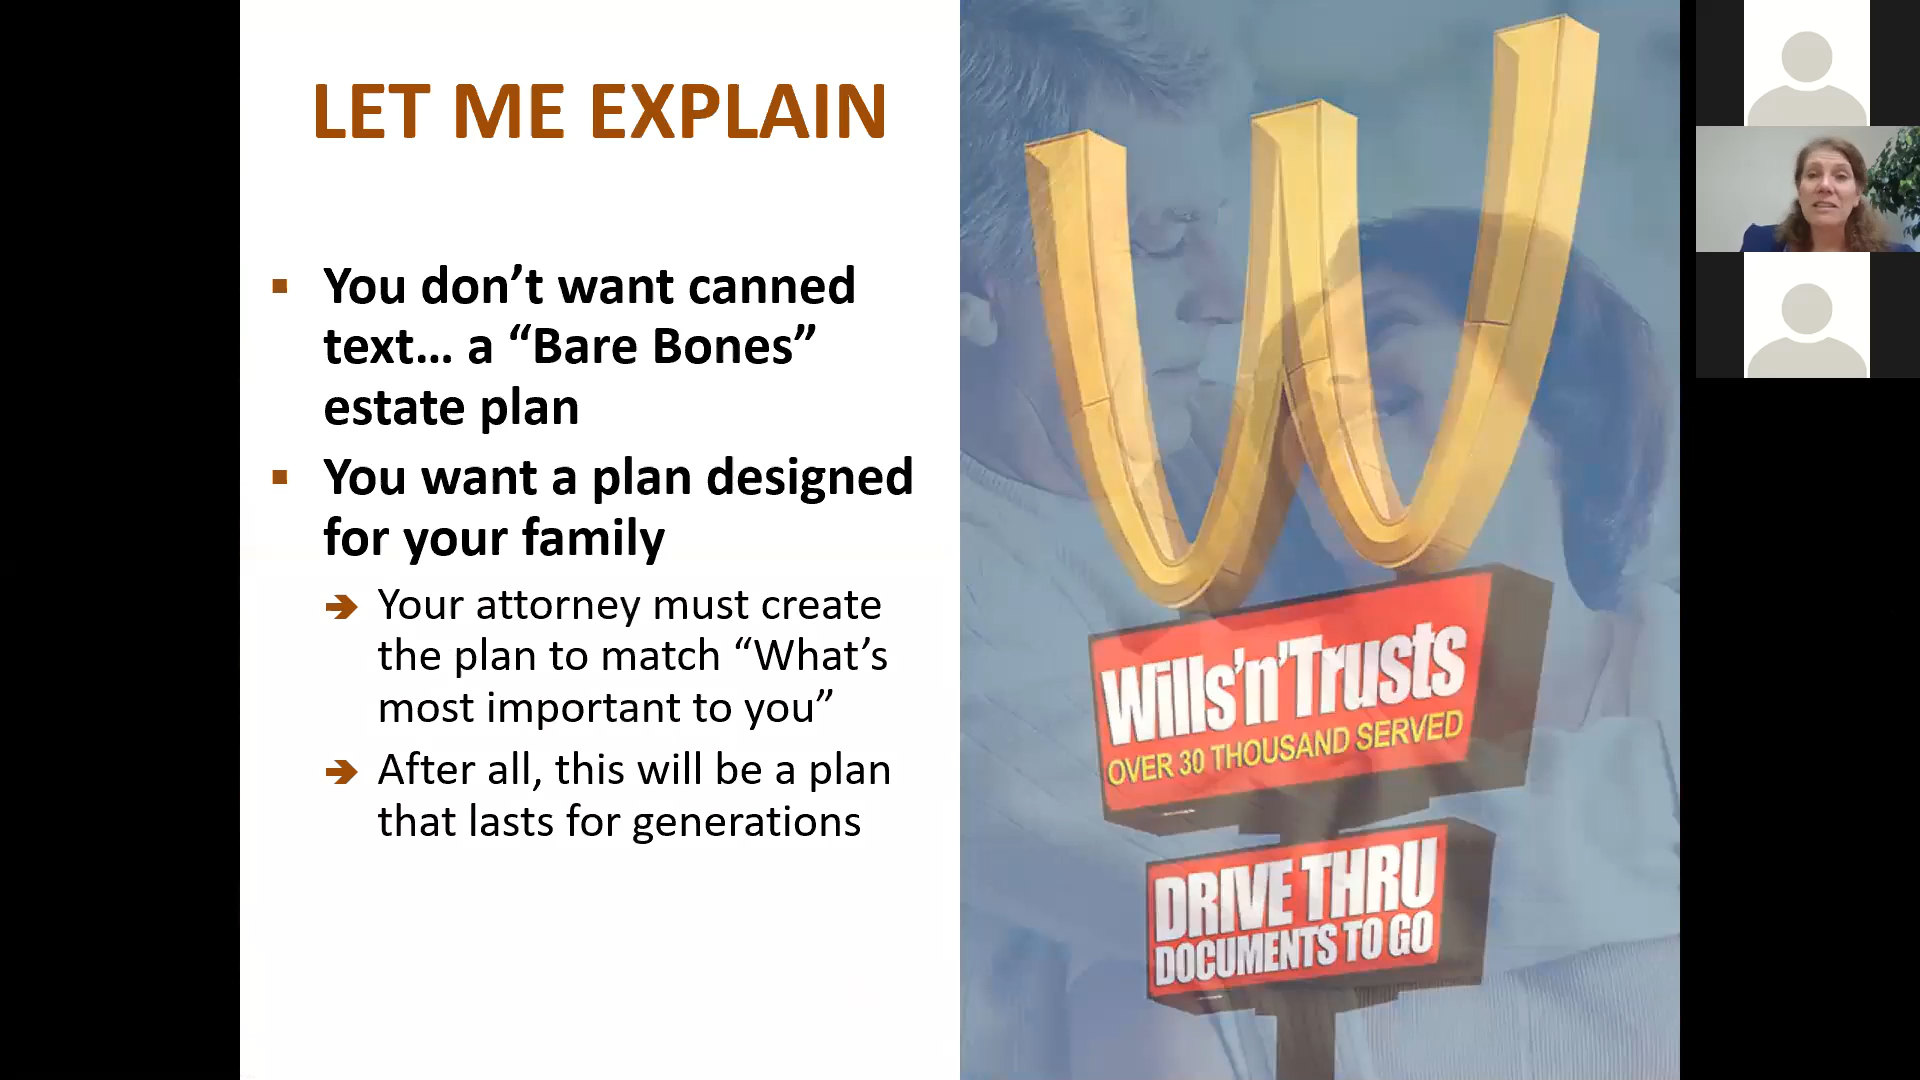 LET ME EXPLAIN
▪ You don’t want canned
text... a “Bare Bones”
estate plan
▪ You want a plan designed
for your family
➔ Your attorney must create
the plan to match “What’s
most important to you”
➔ After all, this will be a plan
that lasts for generations
Wills’n’Trusts
OVER 30 THOUSAND SERVED
DRIVE THRU
DOCUMENTS TO GO